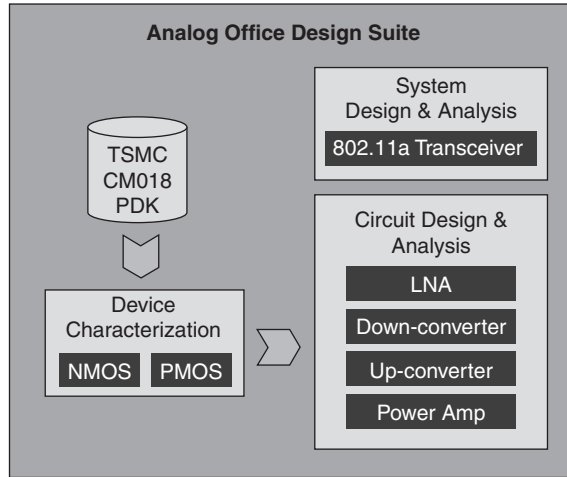 Analog Office Design Suite
TSMC
CM018
PDK
Device
Characterization
NMOS PMOS
System
Design & Analysis
802.11a Transceiver
Circuit Design &
Analysis
LNA
Down-converter
Up-converter
Power Amp